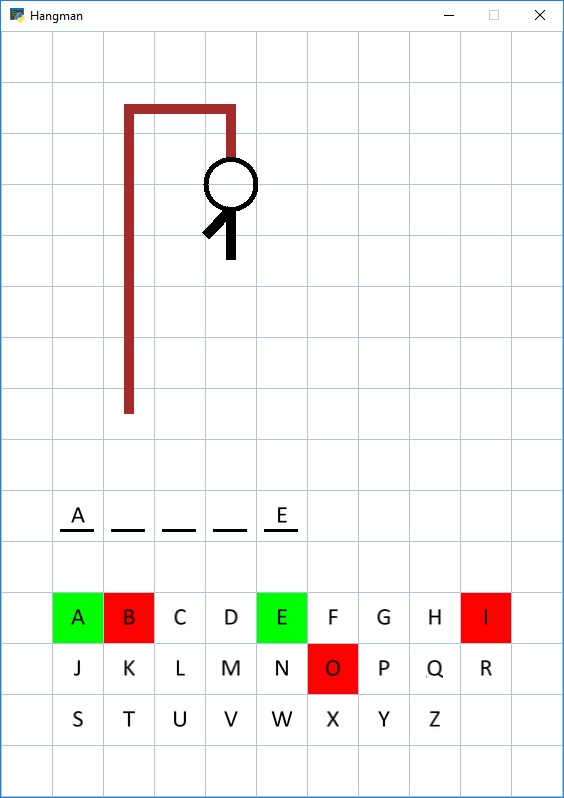 Hangman
A _ _ _ E
A B C D E F G H I
J K L M N O P Q R
S T U V W X Y Z